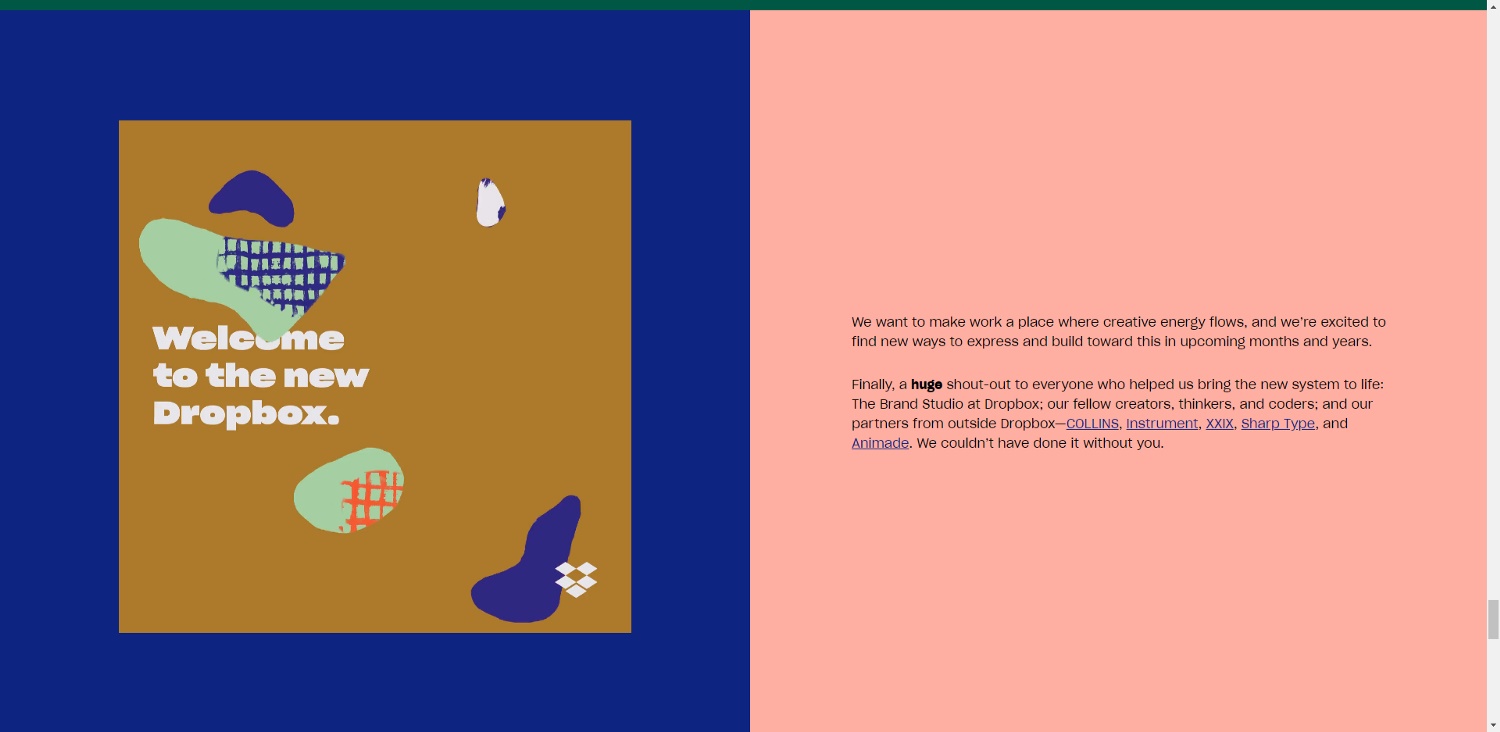 Welcome
to the new
Dropbox.
We want to make work a place where creative energy flows, and we’re excited to
find new ways to express and build toward this in upcoming months and years.
Finally, a huge shout-out to everyone who helped us bring the new system to life:
The Brand Studio at Dropbox; our fellow creators, thinkers, and coders; and our
partners from outside Dropbox—COLLINS, Instrument, XXIX, Sharp Type, and
Animade. We couldn’t have done it without you.